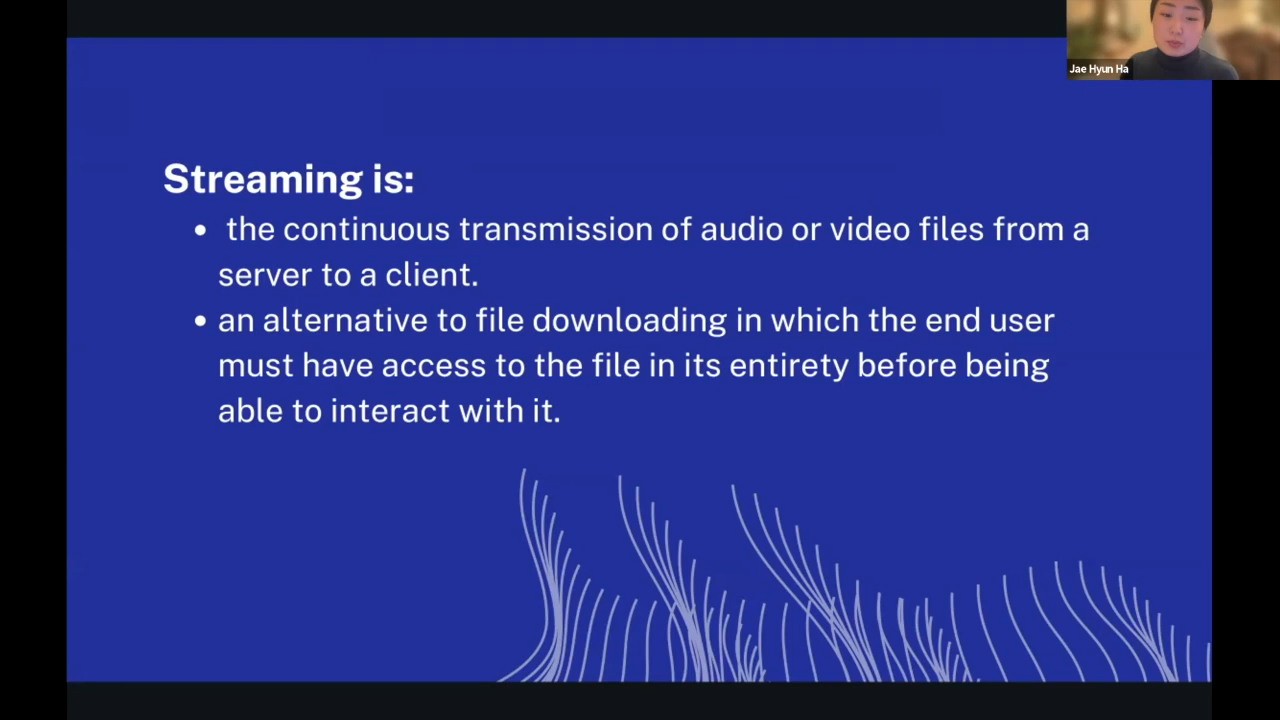 Jae Hyun Ha
Streaming is:
• the continuous transmission of audio or video files from a
server to a client.
• an alternative to file downloading in which the end user
must have access to the file in its entirety before being
able to interact with it.